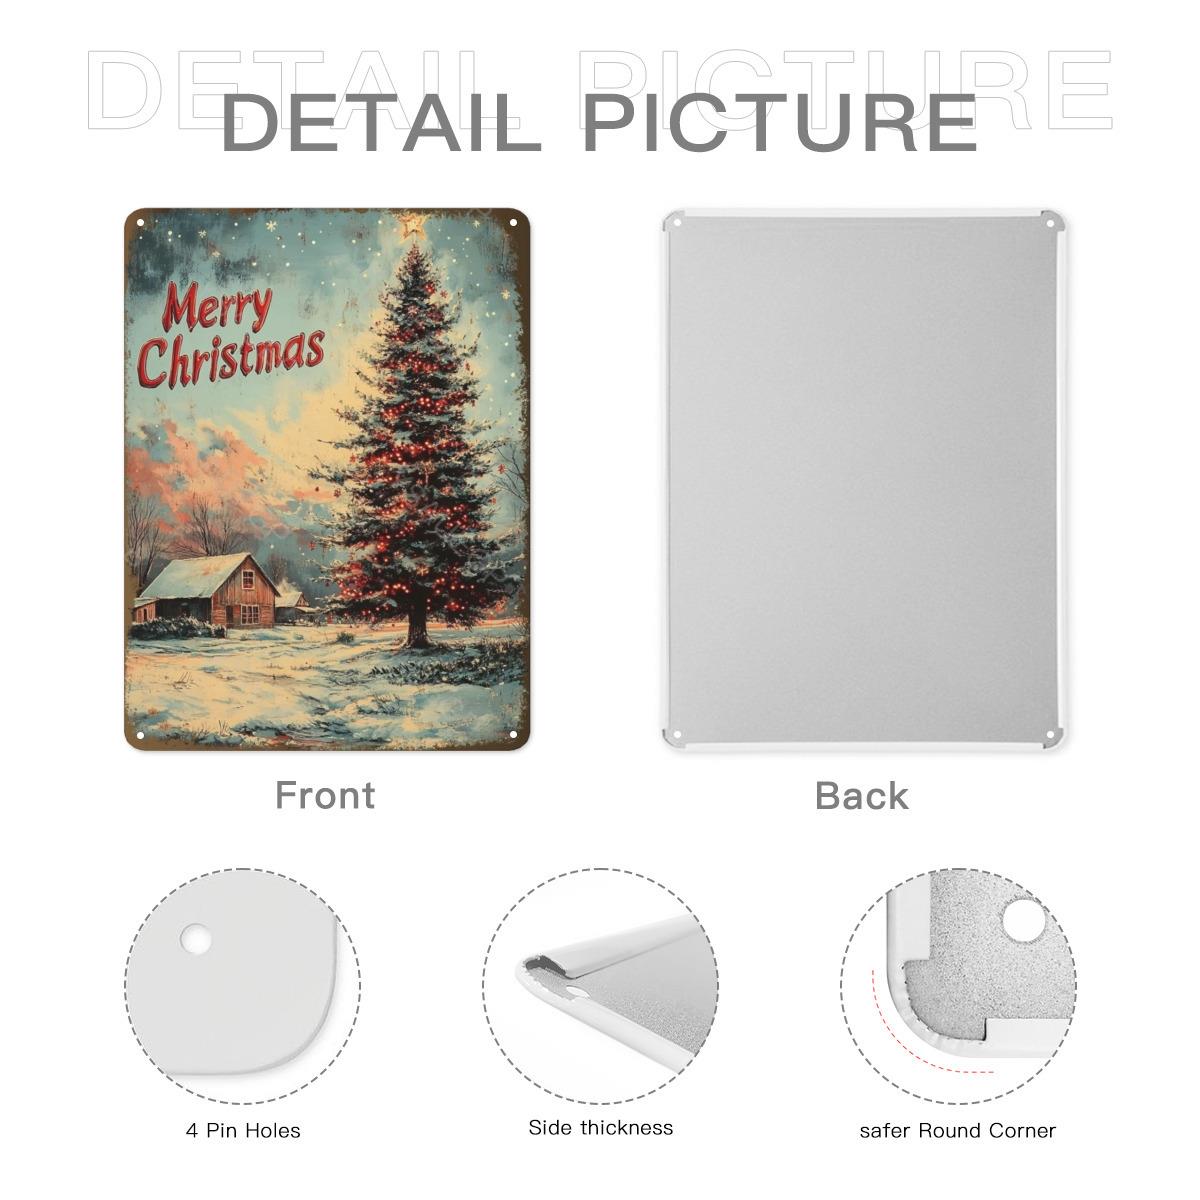 DETAIL PICTURE
DETAIL PICTURE
Merry
Christmas
Front
Back
4 Pin Holes
Side thickness
safer Round Corner